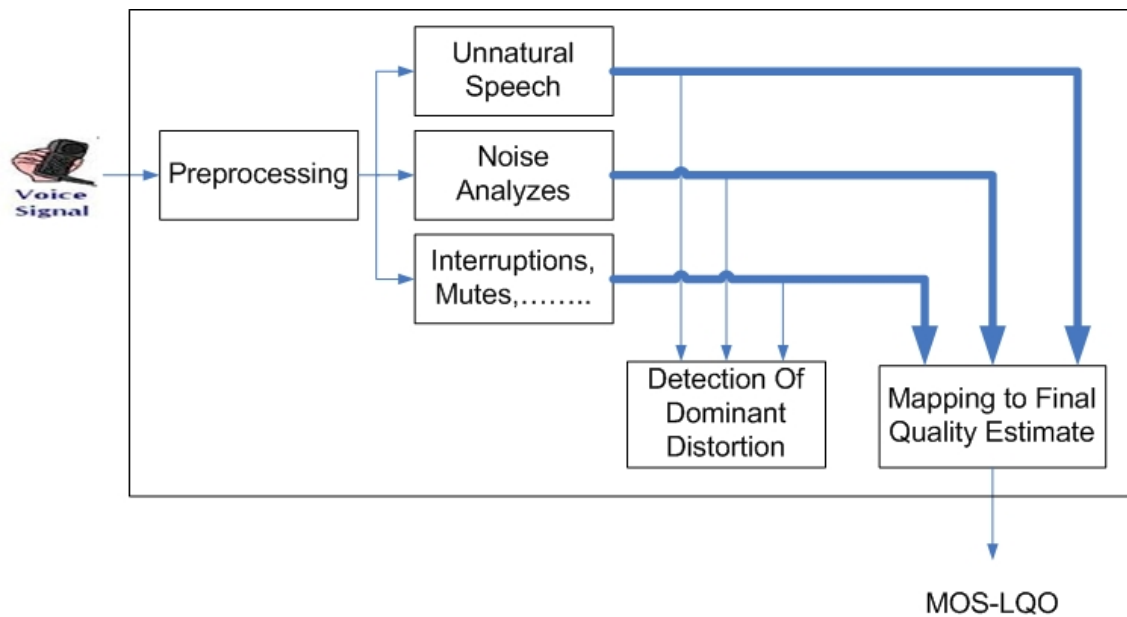 Unnatural
Speech
Voice
Signal
Preprocessing
Noise
Analyzes
Interruptions,
Mutes,……..
Detection Of
Dominant
Distortion
Mapping to Final
Quality Estimate
MOS-LQO